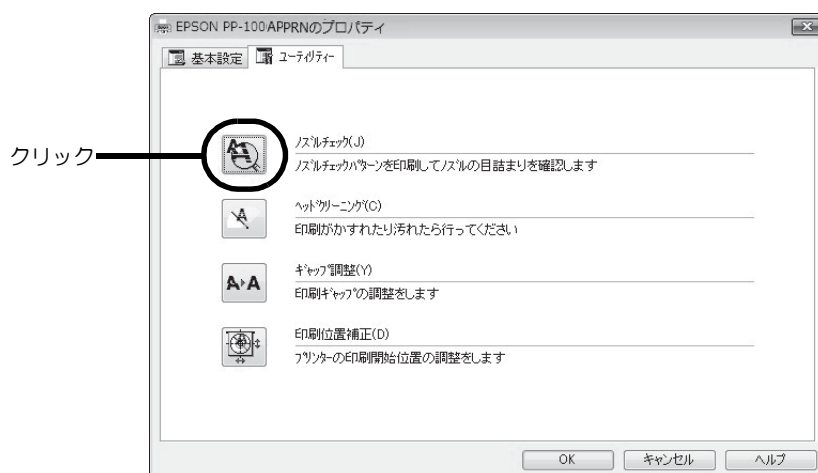 EPSON PP-100/APPRNのプロパティ
基本設定 ユーティリティー
クリック
ノズルチェック(J)
ノズルチェックパターンを印刷してノズルの目詰まりを確認します
ヘッドクリーニング(C)
印刷がかすれたり汚れたら行ってください
ギャップ調整(Y)
印刷ギャップの調整をします
印刷位置補正(D)
プリンターの印刷開始位置の調整をします
OK キャンセル ヘルプ